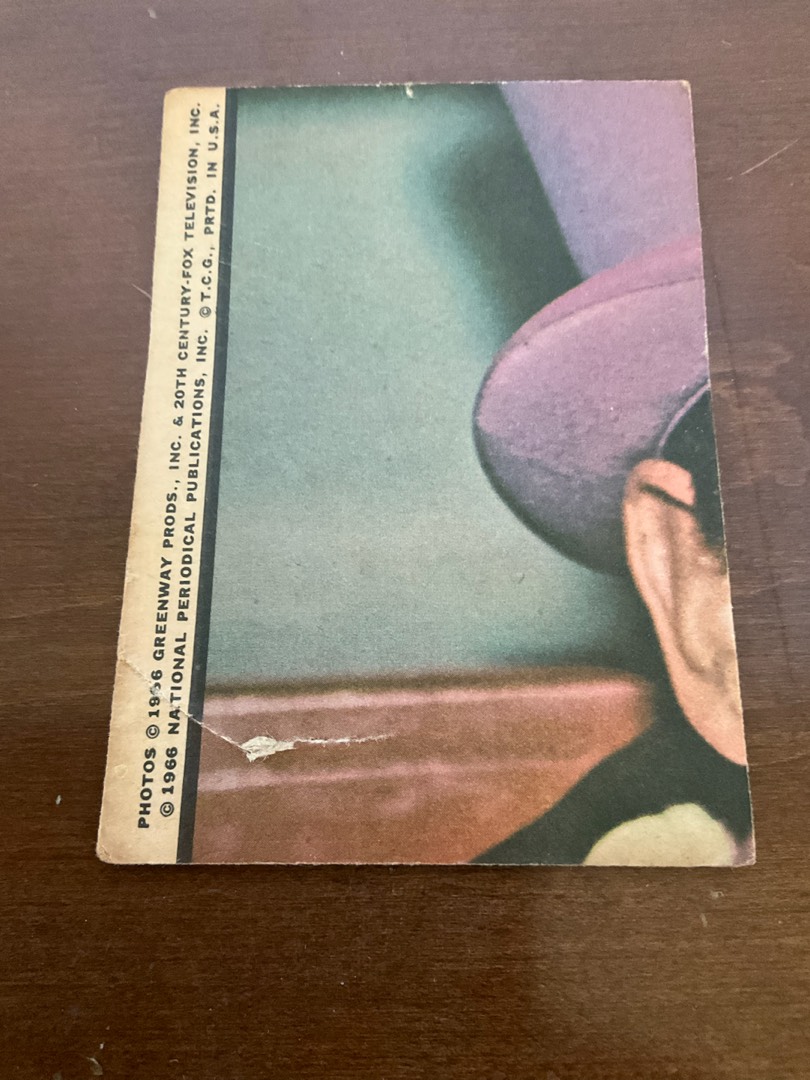 PHOTOS © 1966 GREENWAY PRODS., INC. & 20TH CENTURY-FOX TELEVISION, INC.
© 1966 NATIONAL PERIODICAL PUBLICATIONS, INC. © T.C.G., PRTD. IN U.S.A.